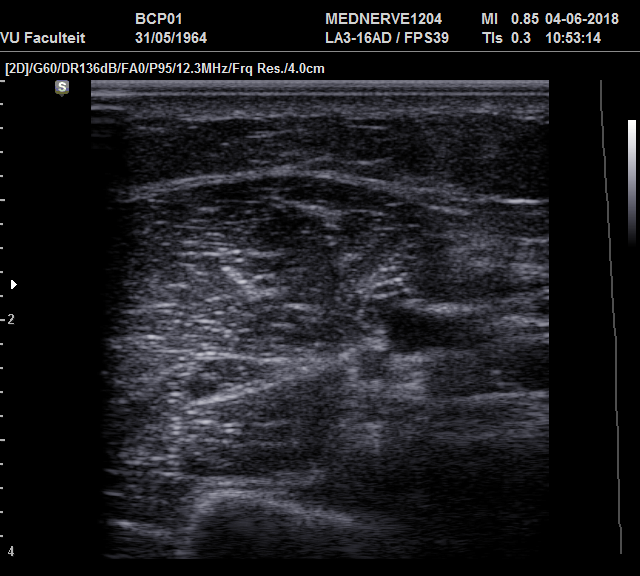 BCP01 MEDNERVE1204 MI 0.85 04-06-2018
VU Faculteit 31/05/1964 LA3-16AD / FPS39 TIs 0.3 10:53:14
[2D]/G60/DR136dB/FA0/P95/12.3MHz/Frq Res./4.0cm
S
2
4